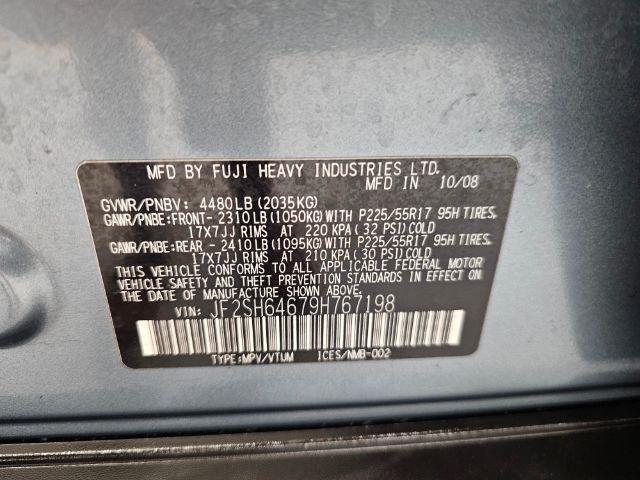 MFD BY FUJI HEAVY INDUSTRIES LTD.
MFD IN 10/08
GVWR/PNBV: 4480LB (2035KG)
GAWR/PNBE:FRONT- 2310LB (1050KG)WITH P225/55R17 95H TIRES,
17X7JJ RIMS AT 220 KPA ( 32 PSI)COLD
GAWR/PNBE:REAR - 2410LB (1095KG)WITH P225/55R17 95H TIRES,
17X7JJ RIMS AT 210 KPA ( 30 PSI)COLD
THIS VEHICLE CONFORMS TO ALL APPLICABLE FEDERAL MOTOR
VEHICLE SAFETY AND THEFT PREVENTION STANDARDS IN EFFECT ON
THE DATE OF MANUFACTURE SHOWN ABOVE.
VIN: JF2SH64679H767198
TYPE:MPV/VTUM ICES/NMB-002